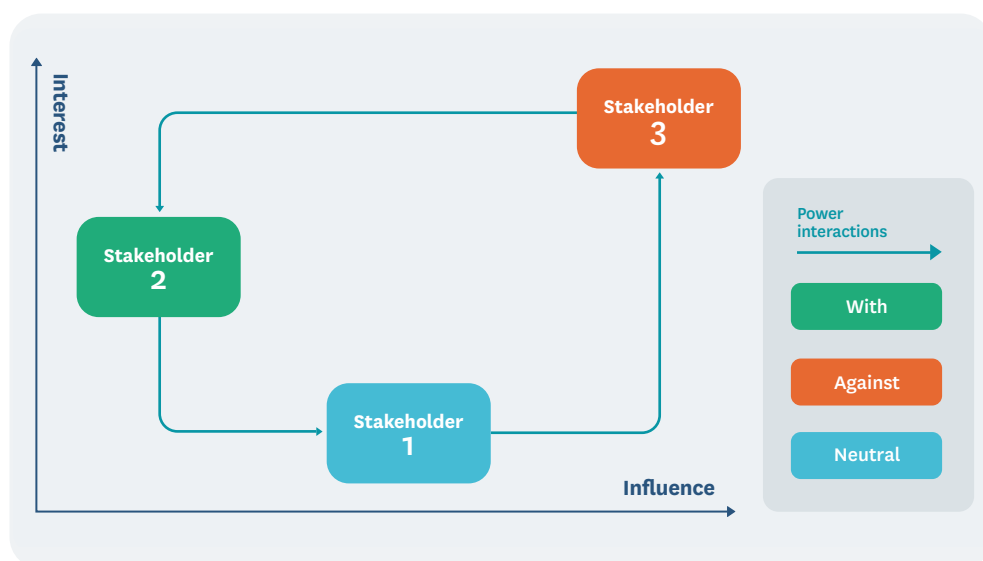 Interest
Stakeholder
3
Stakeholder
2
Stakeholder
1
Influence
Power
interactions
With
Against
Neutral